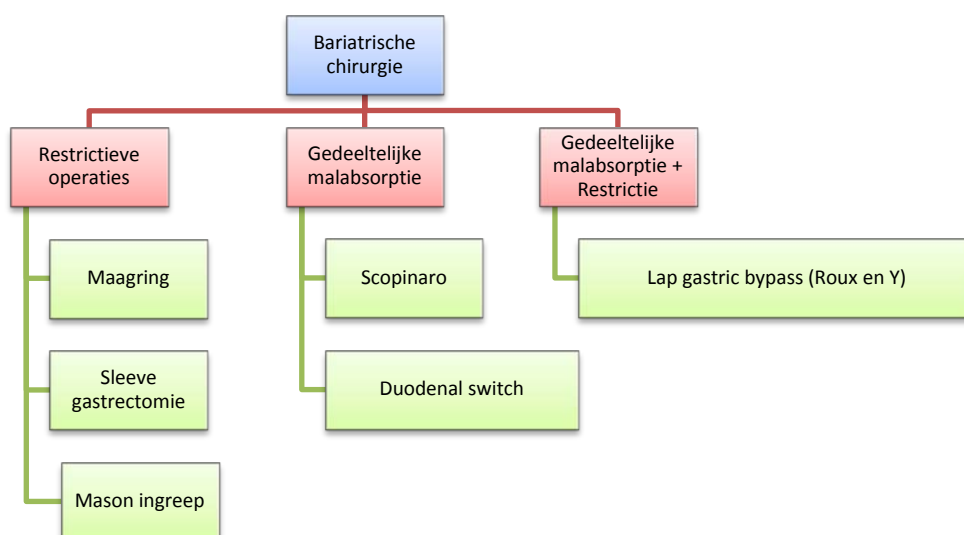 Bariatrische
chirurgie
Restrictieve
operaties
Gedeeltelijke
malabsorptie
Gedeeltelijke
malabsorptie +
Restrictie
Maagring
Scopinaro
Lap gastric bypass (Roux en Y)
Sleeve
gastrectomie
Duodenal switch
Mason ingreep